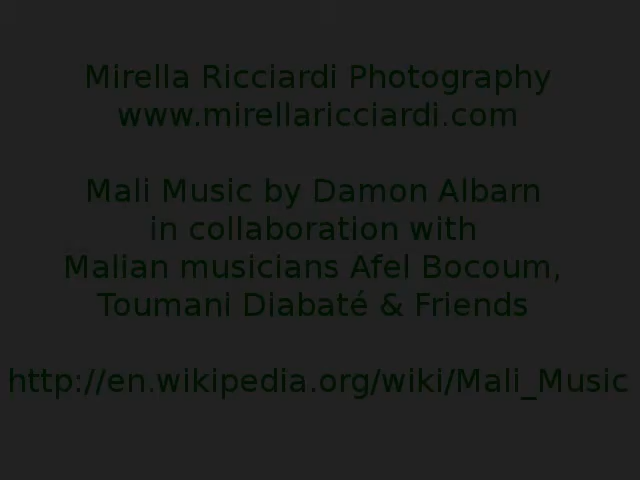 Mirella Ricciardi Photography
www.mirellaricciardi.com
Mali Music by Damon Albarn
in collaboration with
Malian musicians Afel Bocoum,
Toumani Diabaté & Friends
http://en.wikipedia.org/wiki/Mali_Music